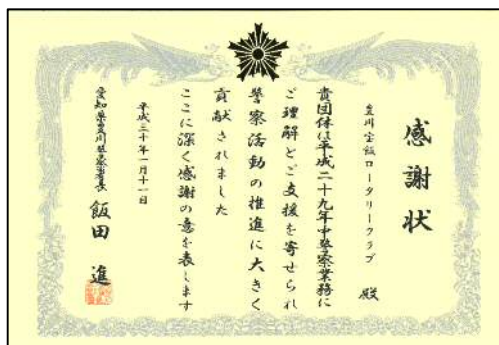 感謝状
豊川宝飯ロータリークラブ 殿
貴団体は平成二十九年中警察業務に
ご理解とご支援を寄せられ
警察活動の推進に大きく
貢献されました
ここに深く感謝の意を表します
平成三十年一月十一日
愛知県豊川警察署長 飯田 進